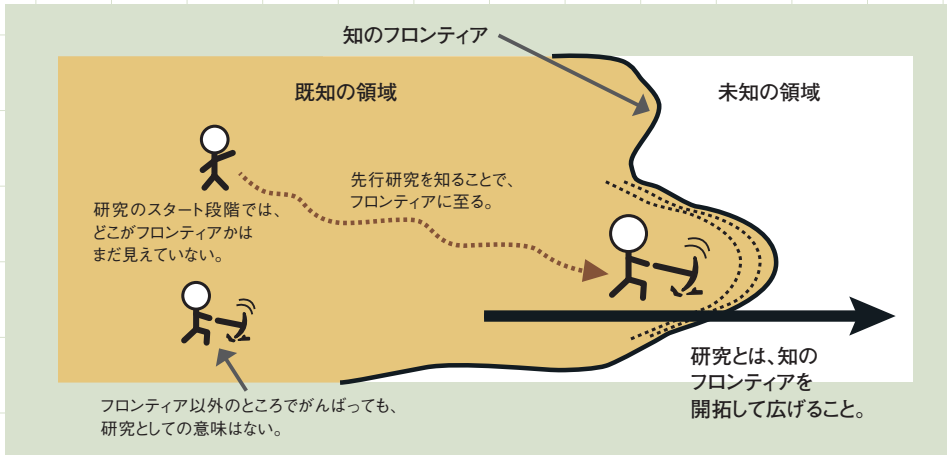 知のフロンティア
既知の領域
未知の領域
先行研究を知ることで、
フロンティアに至る。
研究のスタート段階では、
どこがフロンティアかは
まだ見えていない。
研究とは、知の
フロンティアを
開拓して広げること。
フロンティア以外のところでがんばっても、
研究としての意味はない。